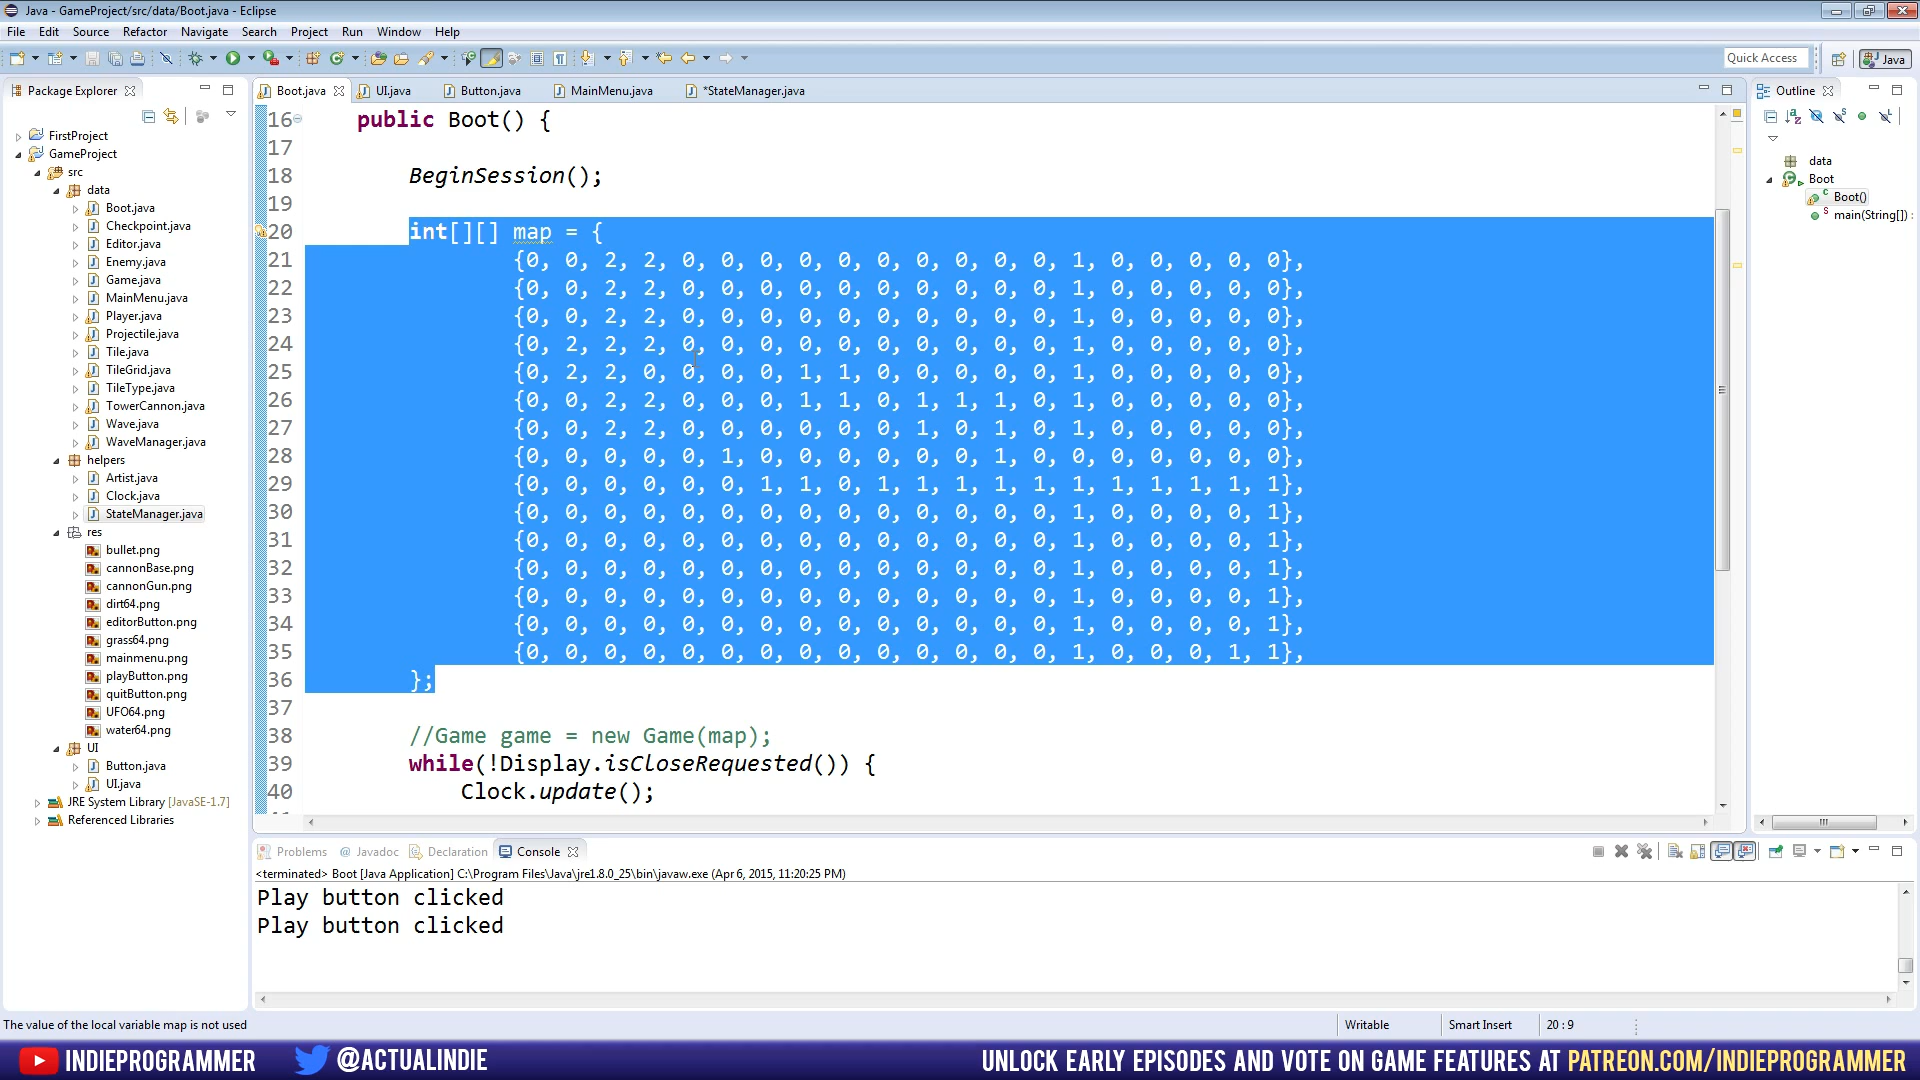 Java - GameProject/src/data/Boot.java - Eclipse
File Edit Source Refactor Navigate Search Project Run Window Help
Quick Access
Java
Package Explorer
FirstProject
GameProject
src
data
Boot.java
Checkpoint.java
Editor.java
Enemy.java
Game.java
MainMenu.java
Player.java
Projectile.java
Tile.java
TileGrid.java
TileType.java
TowerCannon.java
Wave.java
WaveManager.java
helpers
Artist.java
Clock.java
StateManager.java
res
bullet.png
cannonBase.png
cannonGun.png
dirt64.png
editorButton.png
grass64.png
mainmenu.png
playButton.png
quitButton.png
UFO64.png
water64.png
UI
Button.java
UI.java
JRE System Library [JavaSE-1.7]
Referenced Libraries
Boot.java UI.java Button.java MainMenu.java *StateManager.java
16 public Boot() {
17
18 BeginSession();
19
20 int[][] map = {
21 {0, 0, 2, 2, 0, 0, 0, 0, 0, 0, 0, 0, 0, 0, 1, 0, 0, 0, 0, 0},
22 {0, 0, 2, 2, 0, 0, 0, 0, 0, 0, 0, 0, 0, 0, 1, 0, 0, 0, 0, 0},
23 {0, 0, 2, 2, 0, 0, 0, 0, 0, 0, 0, 0, 0, 0, 1, 0, 0, 0, 0, 0},
24 {0, 2, 2, 2, 0, 0, 0, 0, 0, 0, 0, 0, 0, 0, 1, 0, 0, 0, 0, 0},
25 {0, 2, 2, 0, 0, 0, 0, 1, 1, 0, 0, 0, 0, 0, 1, 0, 0, 0, 0, 0},
26 {0, 0, 2, 2, 0, 0, 0, 1, 1, 0, 1, 1, 1, 0, 1, 0, 0, 0, 0, 0},
27 {0, 0, 2, 2, 0, 0, 0, 0, 0, 0, 1, 0, 1, 0, 1, 0, 0, 0, 0, 0},
28 {0, 0, 0, 0, 0, 1, 0, 0, 0, 0, 0, 0, 1, 0, 0, 0, 0, 0, 0, 0},
29 {0, 0, 0, 0, 0, 0, 1, 1, 0, 1, 1, 1, 1, 1, 1, 1, 1, 1, 1, 1},
30 {0, 0, 0, 0, 0, 0, 0, 0, 0, 0, 0, 0, 0, 0, 1, 0, 0, 0, 0, 1},
31 {0, 0, 0, 0, 0, 0, 0, 0, 0, 0, 0, 0, 0, 0, 1, 0, 0, 0, 0, 1},
32 {0, 0, 0, 0, 0, 0, 0, 0, 0, 0, 0, 0, 0, 0, 1, 0, 0, 0, 0, 1},
33 {0, 0, 0, 0, 0, 0, 0, 0, 0, 0, 0, 0, 0, 0, 1, 0, 0, 0, 0, 1},
34 {0, 0, 0, 0, 0, 0, 0, 0, 0, 0, 0, 0, 0, 0, 1, 0, 0, 0, 0, 1},
35 {0, 0, 0, 0, 0, 0, 0, 0, 0, 0, 0, 0, 0, 0, 1, 0, 0, 0, 1, 1},
36 };
37
38 //Game game = new Game(map);
39 while(!Display.isCloseRequested()) {
40 Clock.update();
Outline
data
Boot
Boot()
main(String[]) :
Problems @ Javadoc Declaration Console
<terminated> Boot [Java Application] C:\Program Files\Java\jre1.8.0_25\bin\javaw.exe (Apr 6, 2015, 11:20:25 PM)
Play button clicked
Play button clicked
The value of the local variable map is not used
Writable
Smart Insert
20 : 9
INDIEPROGRAMMER
@ACTUALINDIE
UNLOCK EARLY EPISODES AND VOTE ON GAME FEATURES AT PATREON.COM/INDIEPROGRAMMER